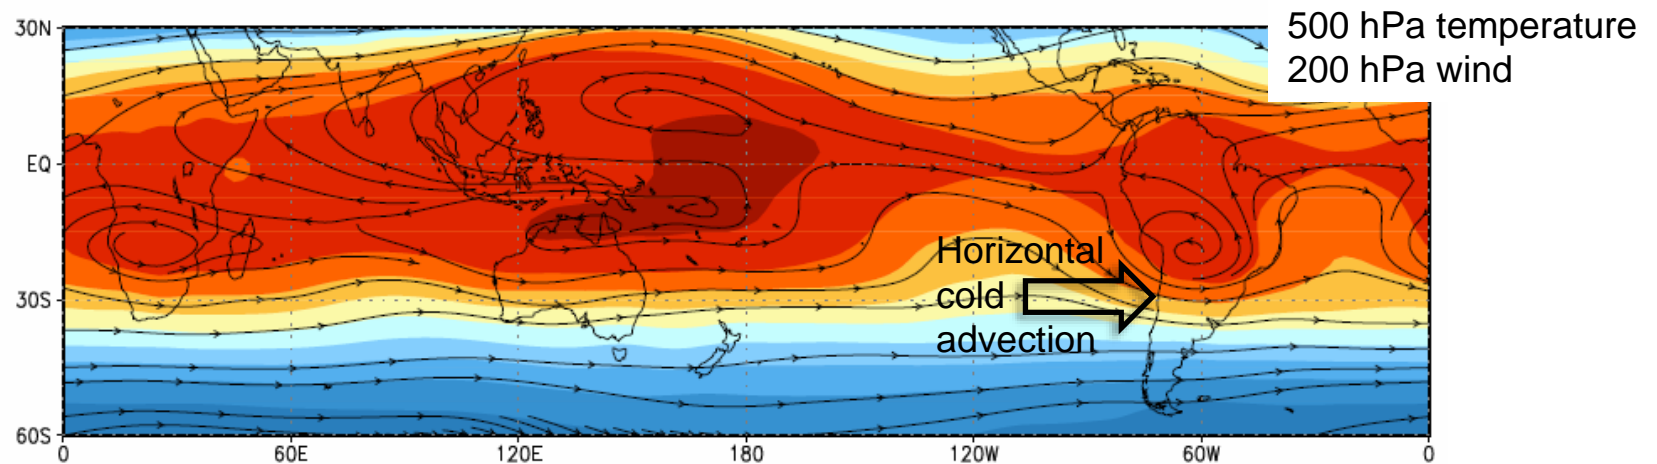 500 hPa temperature
200 hPa wind
30N
EQ
30S
60S
Horizontal
cold
advection
0
60E
120E
180
120W
60W
0